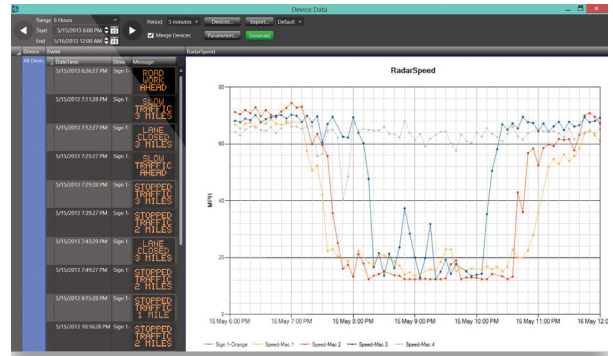 Device Data
Range 6 Hours Period 5 minutes Devices... Export... Default
Start 5/15/2013 6:00 PM Merge Devices Parameters... Generate
End 5/16/2013 12:00 AM
Device Event RadarSpeed
All Devic DateTime Devic Message
5/15/2013 6:26:27 PM Sign 1- ROAD WORK AHEAD
5/15/2013 7:11:28 PM Sign 1- SLOW TRAFFIC 3 MILES
5/15/2013 7:12:27 PM Sign 1- LANE CLOSED 3 MILES
5/15/2013 7:25:27 PM Sign 1- SLOW TRAFFIC AHEAD
5/15/2013 7:29:28 PM Sign 1- STOPPED TRAFFIC 3 MILES
5/15/2013 7:39:27 PM Sign 1- STOPPED TRAFFIC 2 MILES
5/15/2013 7:43:29 PM Sign 1- LANE CLOSED 3 MILES
5/15/2013 7:49:27 PM Sign 1- STOPPED TRAFFIC 2 MILES
5/15/2013 8:15:28 PM Sign 1- STOPPED TRAFFIC 1 MILE
5/15/2013 10:16:28 PM Sign 1- STOPPED TRAFFIC 2 MILES
RadarSpeed
MPH
80
60
40
20
0
15 May 6:00 PM 15 May 7:00 PM 15 May 8:00 PM 15 May 9:00 PM 15 May 10:00 PM 15 May 11:00 PM 16 May 12:0
Sign 1-Orange Speed-Mac 1 Speed-Mac 2 Speed-Mac 3 Speed-Mac 4